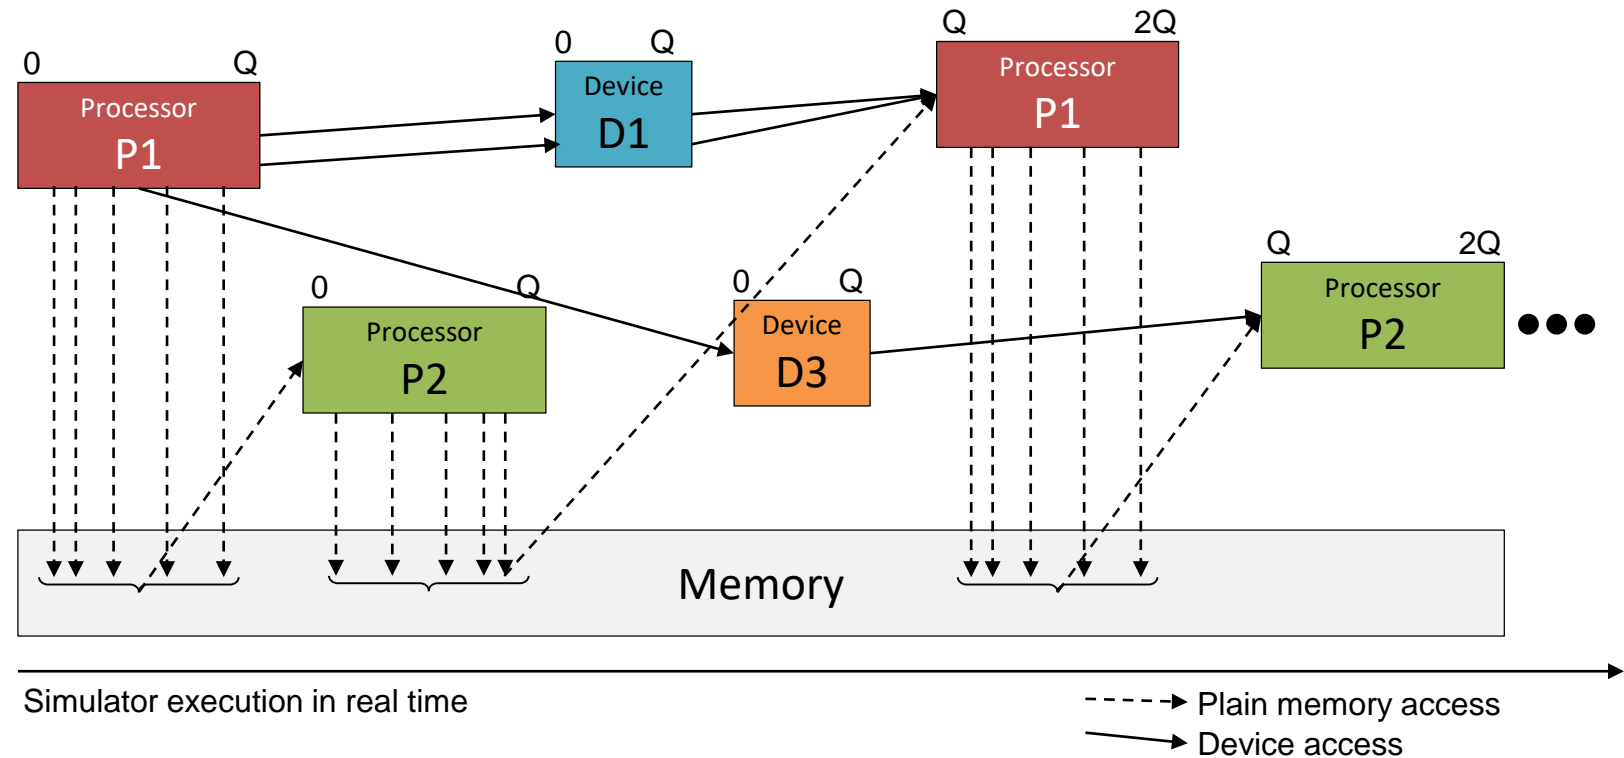 0 Q
Processor
P1
0 Q
Device
D1
Q 2Q
Processor
P1
0 Q
Processor
P2
0 Q
Device
D3
Q 2Q
Processor
P2
Memory
Simulator execution in real time
Plain memory access
Device access